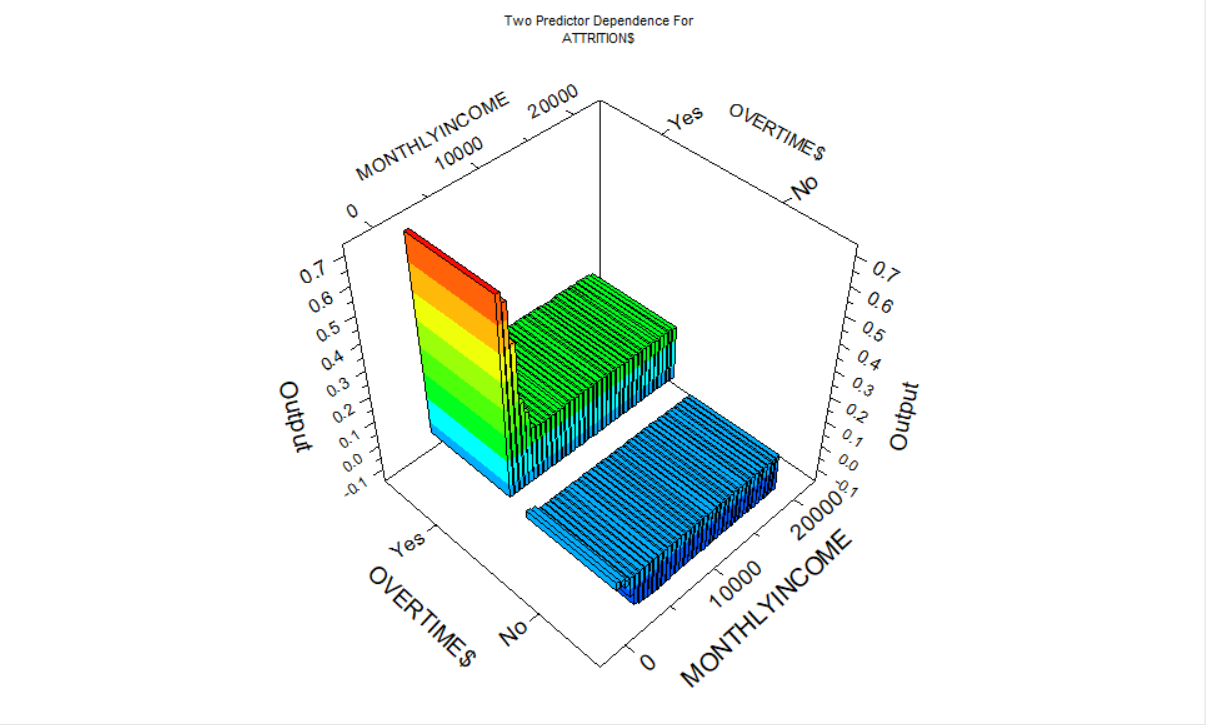 Two Predictor Dependence For
ATTRITION$
MONTHLYINCOME
0
10000
20000
Yes
No
OVERTIME$
0.7
0.6
0.5
0.4
0.3
0.2
0.1
0.0
-0.1
Output
0.7
0.6
0.5
0.4
0.3
0.2
0.1
0.0
-0.1
Output
Yes
No
OVERTIME$
0
10000
20000
MONTHLYINCOME